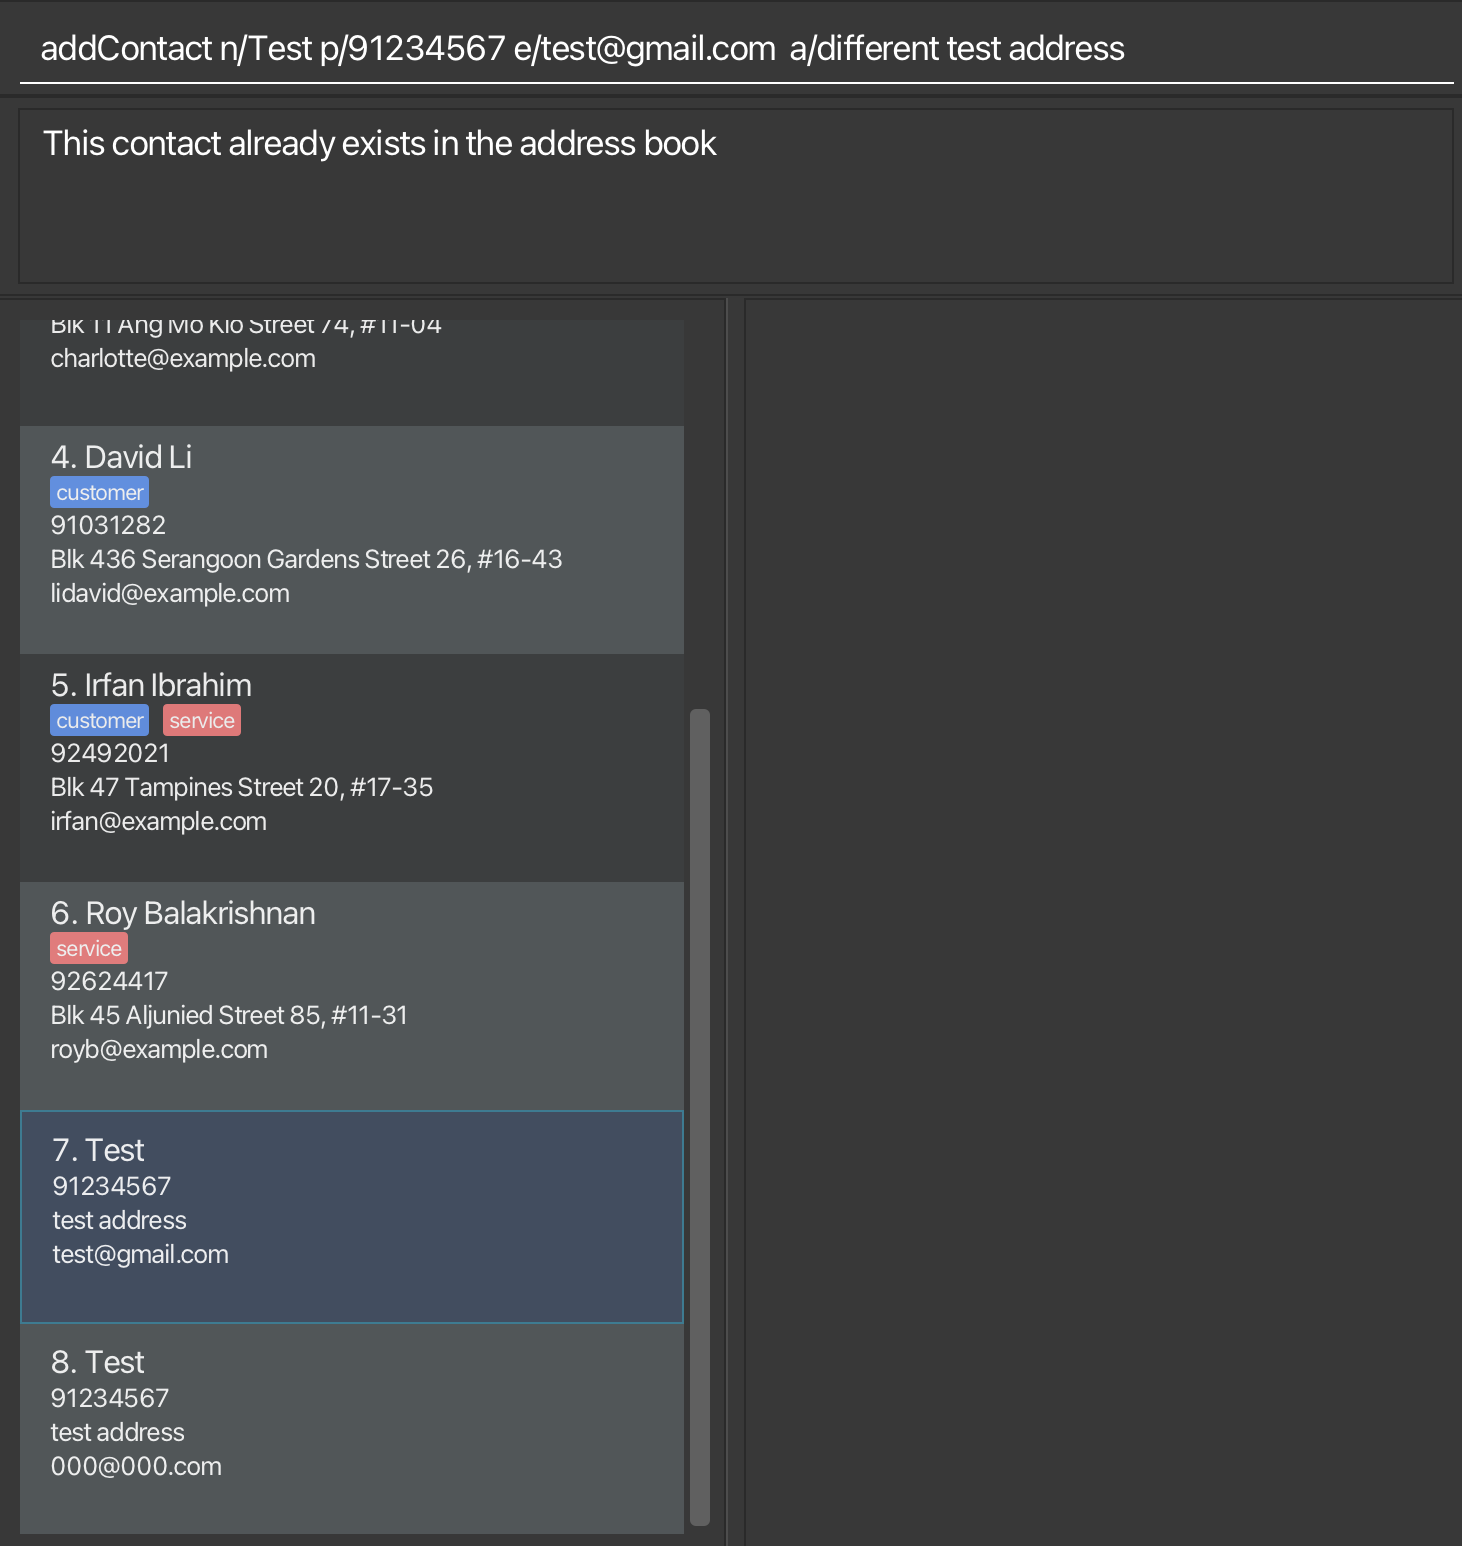 addContact n/Test p/91234567 e/test@gmail.com  a/different test address
This contact already exists in the address book
Blk 11 Ang Mo Kio Street 74, #11-04
charlotte@example.com
4. David Li
customer
91031282
Blk 436 Serangoon Gardens Street 26, #16-43
lidavid@example.com
5. Irfan Ibrahim
customer service
92492021
Blk 47 Tampines Street 20, #17-35
irfan@example.com
6. Roy Balakrishnan
service
92624417
Blk 45 Aljunied Street 85, #11-31
royb@example.com
7. Test
91234567
test address
test@gmail.com
8. Test
91234567
test address
000@000.com